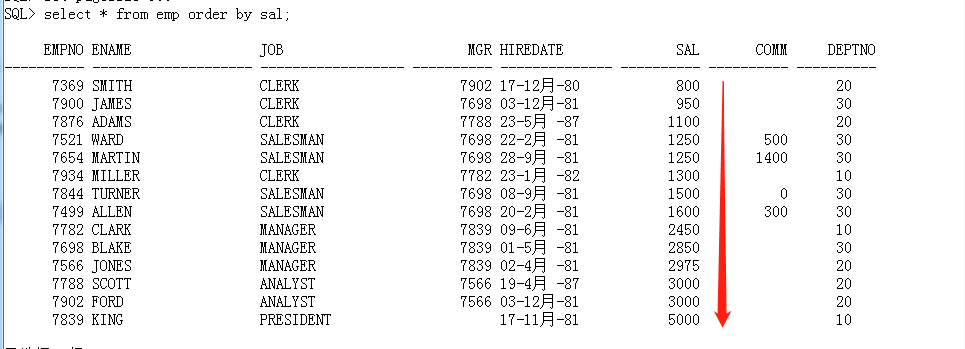 SQL> select * from emp order by sal;
EMPNO ENAME JOB MGR HIREDATE SAL COMM DEPTNO
---------- -------------------- ------------------ ---------- -------------- ---------- ---------- ----------
7369 SMITH CLERK 7902 17-12月-80 800 20
7900 JAMES CLERK 7698 03-12月-81 950 30
7876 ADAMS CLERK 7788 23-5月 -87 1100 20
7521 WARD SALESMAN 7698 22-2月 -81 1250 500 30
7654 MARTIN SALESMAN 7698 28-9月 -81 1250 1400 30
7934 MILLER CLERK 7782 23-1月 -82 1300 10
7844 TURNER SALESMAN 7698 08-9月 -81 1500 0 30
7499 ALLEN SALESMAN 7698 20-2月 -81 1600 300 30
7782 CLARK MANAGER 7839 09-6月 -81 2450 10
7698 BLAKE MANAGER 7839 01-5月 -81 2850 30
7566 JONES MANAGER 7839 02-4月 -81 2975 20
7788 SCOTT ANALYST 7566 19-4月 -87 3000 20
7902 FORD ANALYST 7566 03-12月-81 3000 20
7839 KING PRESIDENT 17-11月-81 5000 10